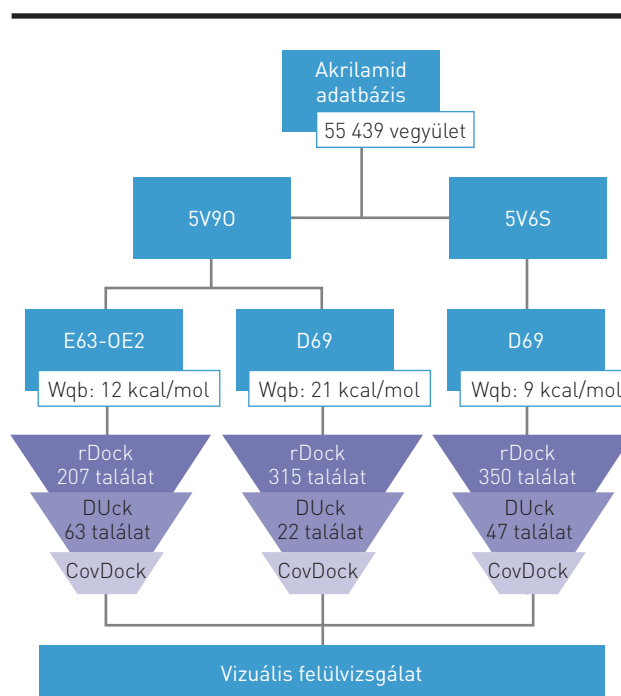 Akrilamid
adatbázis
55 439 vegyület
5V9O
5V6S
E63-OE2
D69
D69
Wqb: 12 kcal/mol
Wqb: 21 kcal/mol
Wqb: 9 kcal/mol
rDock
207 találat
rDock
315 találat
rDock
350 találat
DUck
63 találat
DUck
22 találat
DUck
47 találat
CovDock
CovDock
CovDock
Vizuális felülvizsgálat